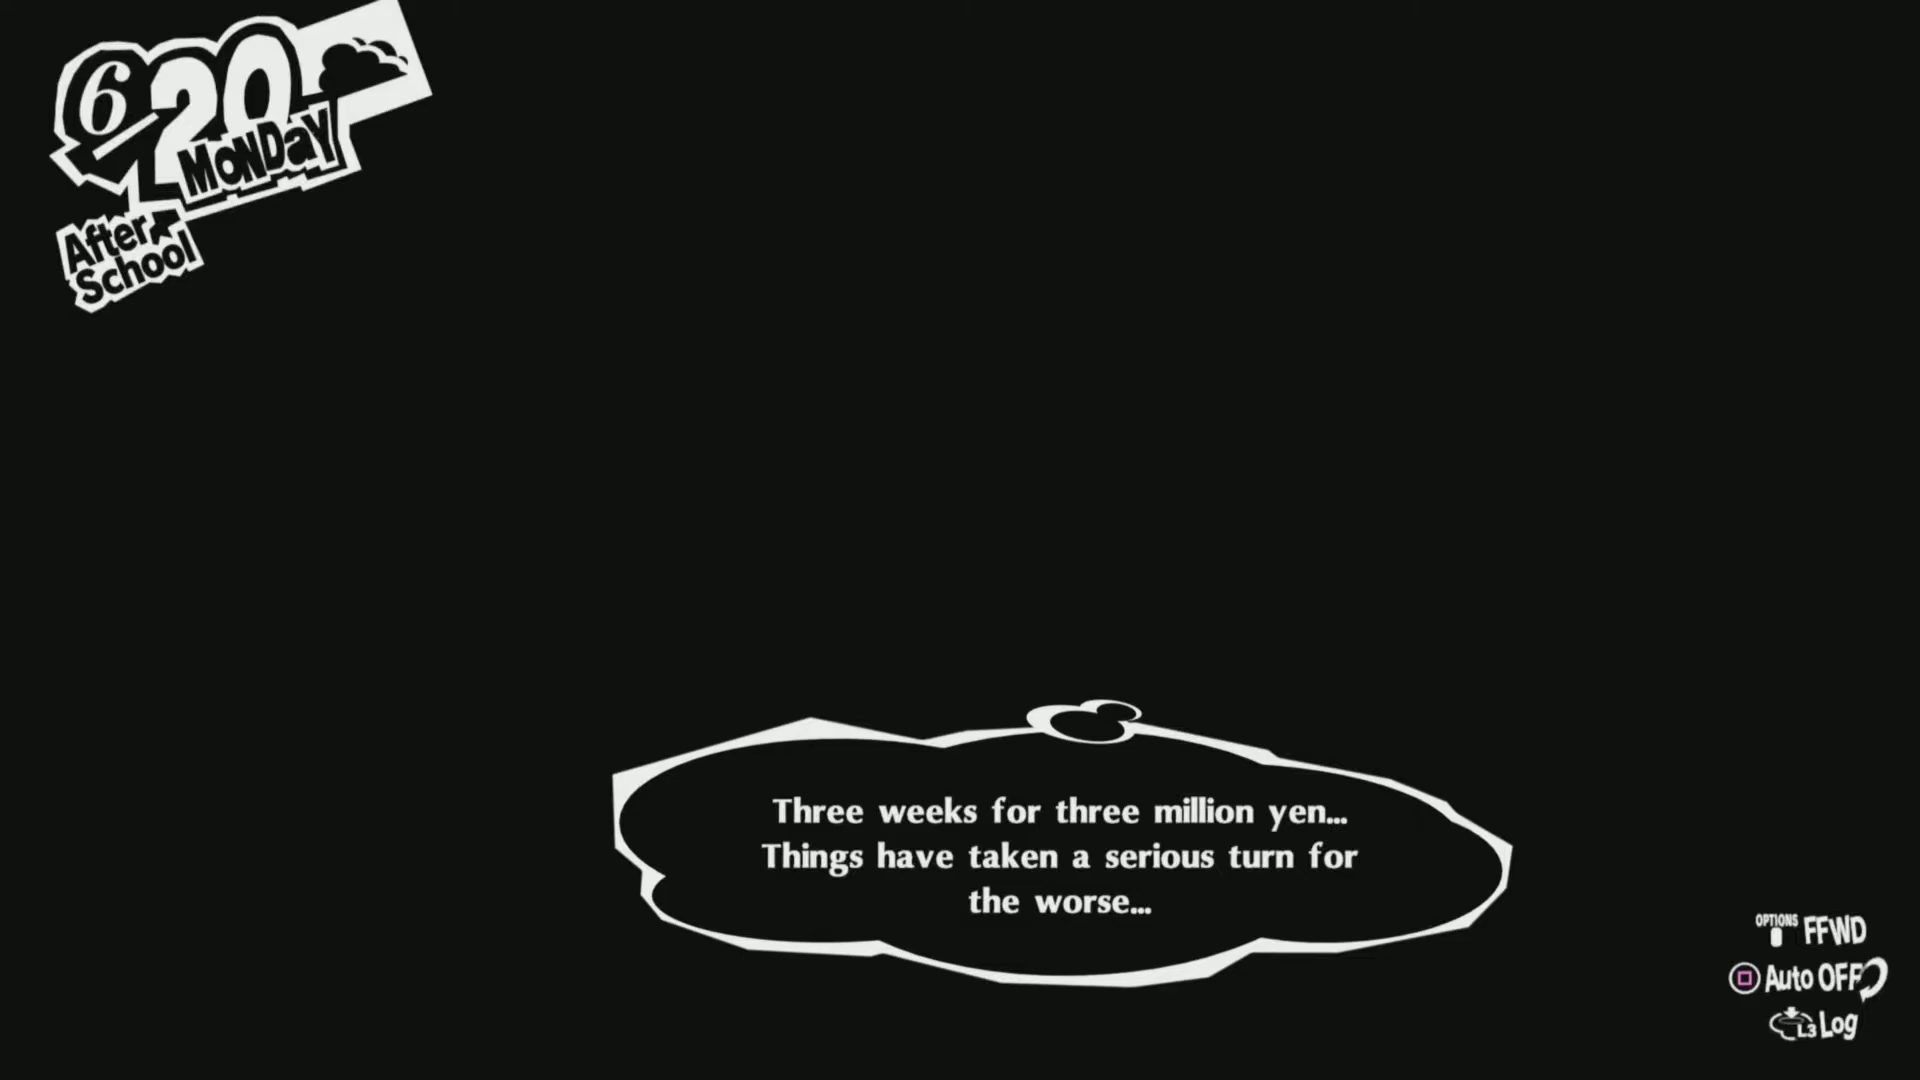 6/20
MONDay
After
School
Three weeks for three million yen...
Things have taken a serious turn for
the worse...
OPTIONS FFWD
Auto OFF
L3 Log